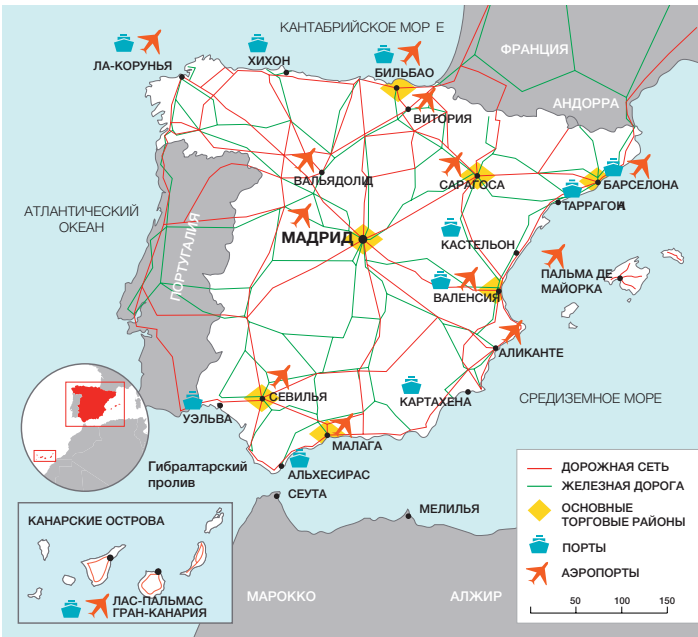 КАНТАБРИЙСКОЕ МОР Е
ФРАНЦИЯ
ЛА-КОРУНЬЯ
ХИХОН
БИЛЬБАО
АНДОРРА
ВИТОРИЯ
ВАЛЬЯДОЛИД
САРАГОСА
БАРСЕЛОНА
ТАРРАГОНА
АТЛАНТИЧЕСКИЙ
ОКЕАН
ПОРТУГАЛИЯ
МАДРИД
КАСТЕЛЬОН
ПАЛЬМА ДЕ
МАЙОРКА
ВАЛЕНСИЯ
АЛИКАНТЕ
СЕВИЛЬЯ
КАРТАХЕНА
СРЕДИЗЕМНОЕ МОРЕ
УЭЛЬВА
МАЛАГА
Гибралтарский
пролив
АЛЬХЕСИРАС
СЕУТА
МЕЛИЛЬЯ
КАНАРСКИЕ ОСТРОВА
ЛАС-ПАЛЬМАС
ГРАН-КАНАРИЯ
МАРОККО
АЛЖИР
ДОРОЖНАЯ СЕТЬ
ЖЕЛЕЗНАЯ ДОРОГА
ОСНОВНЫЕ
ТОРГОВЫЕ РАЙОНЫ
ПОРТЫ
АЭРОПОРТЫ
50 100 150